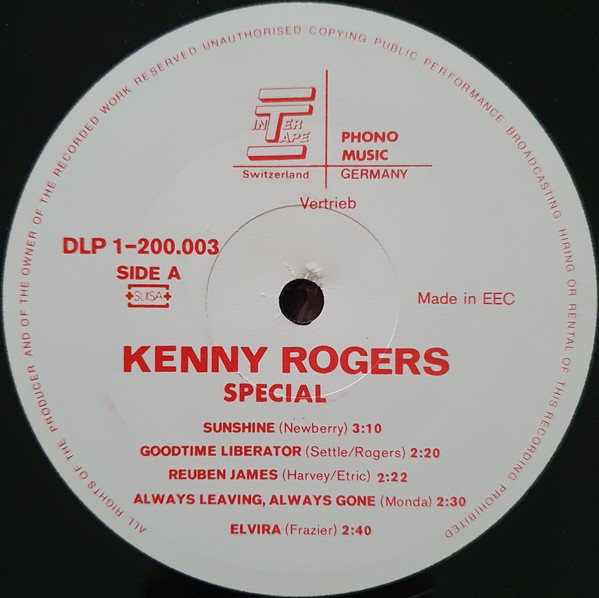 ALL RIGHTS OF THE PRODUCER AND OF THE OWNER OF THE RECORDED WORK RESERVED UNAUTHORISED COPYING PUBLIC PERFORMANCE BROADCASTING HIRING OR RENTAL OF THIS RECORDING PROHIBITED
INTER
TAPE
Switzerland
PHONO
MUSIC
GERMANY
Vertrieb
DLP 1-200.003
SIDE A
SUISA
Made in EEC
KENNY ROGERS
SPECIAL
SUNSHINE (Newberry) 3:10
GOODTIME LIBERATOR (Settle/Rogers) 2:20
REUBEN JAMES (Harvey/Etric) 2:22
ALWAYS LEAVING, ALWAYS GONE (Monda) 2:30
ELVIRA (Frazier) 2:40